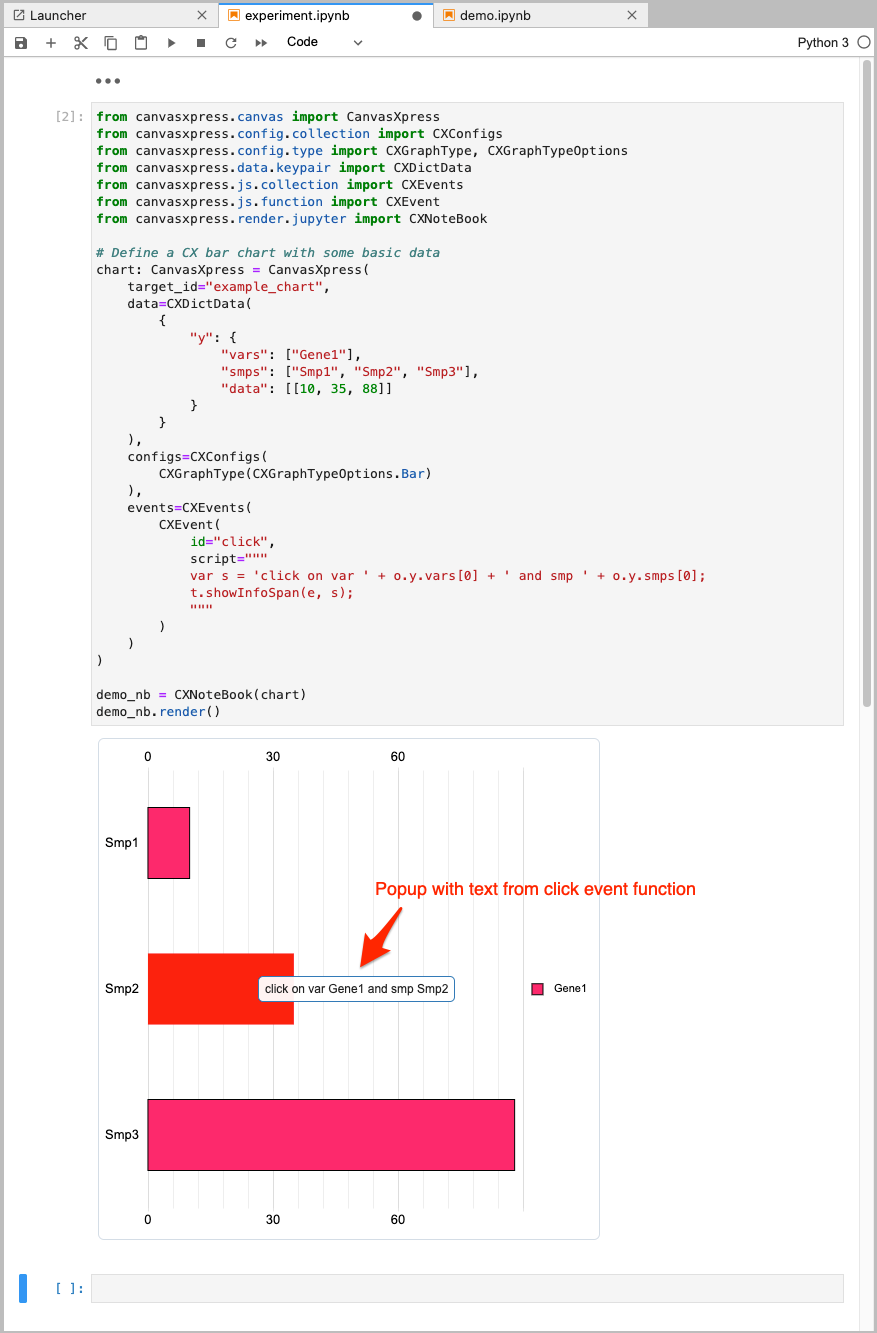 Launcher
experiment.ipynb
demo.ipynb
Code
Python 3
[2]:
from canvasxpress.canvas import CanvasXpress
from canvasxpress.config.collection import CXConfigs
from canvasxpress.config.type import CXGraphType, CXGraphTypeOptions
from canvasxpress.data.keypair import CXDictData
from canvasxpress.js.collection import CXEvents
from canvasxpress.js.function import CXEvent
from canvasxpress.render.jupyter import CXNoteBook

# Define a CX bar chart with some basic data
chart: CanvasXpress = CanvasXpress(
    target_id="example_chart",
    data=CXDictData(
        {
            "y": {
                "vars": ["Gene1"],
                "smps": ["Smp1", "Smp2", "Smp3"],
                "data": [[10, 35, 88]]
            }
        }
    ),
    configs=CXConfigs(
        CXGraphType(CXGraphTypeOptions.Bar)
    ),
    events=CXEvents(
        CXEvent(
            id="click",
            script="""
            var s = 'click on var ' + o.y.vars[0] + ' and smp ' + o.y.smps[0];
            t.showInfoSpan(e, s);
            """
        )
    )
)

demo_nb = CXNoteBook(chart)
demo_nb.render()
0 30 60
Smp1
Popup with text from click event function
Smp2
click on var Gene1 and smp Smp2
Gene1
Smp3
0 30 60
[ ]: